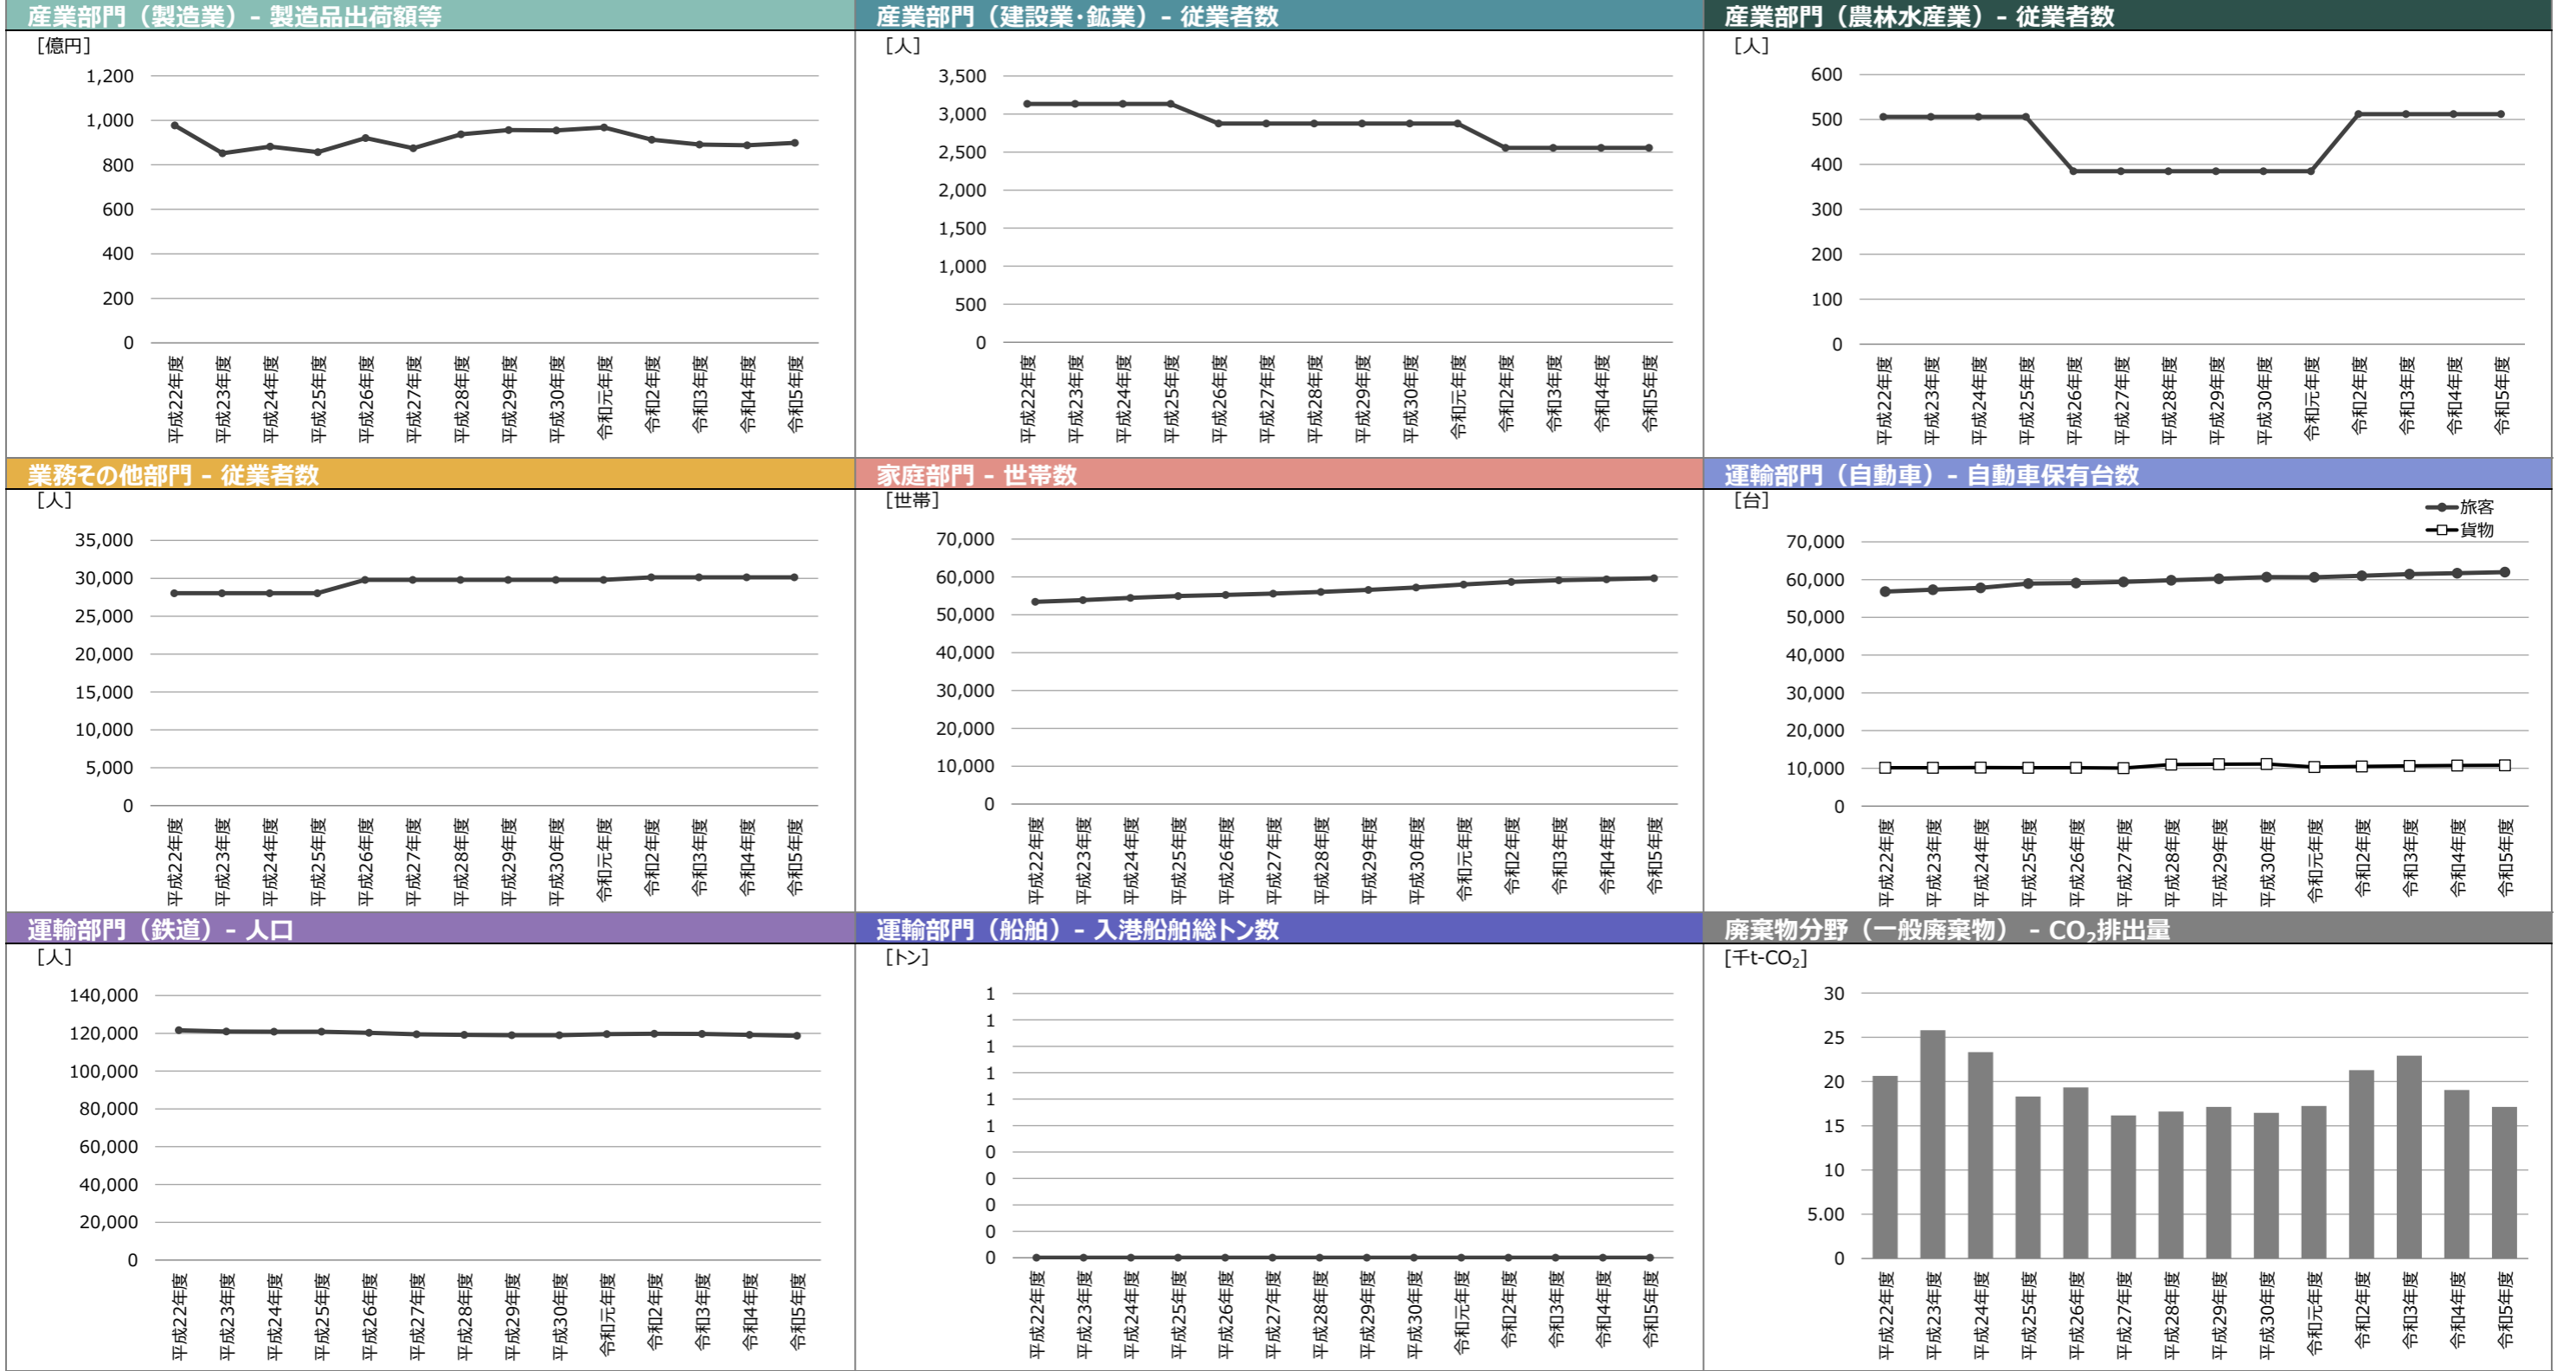 産業部門（製造業）- 製造品出荷額等
[億円]
1,200
1,000
800
600
400
200
0
平成22年度
平成23年度
平成24年度
平成25年度
平成26年度
平成27年度
平成28年度
平成29年度
平成30年度
令和元年度
令和2年度
令和3年度
令和4年度
令和5年度
産業部門（建設業・鉱業）- 従業者数
[人]
3,500
3,000
2,500
2,000
1,500
1,000
500
0
平成22年度
平成23年度
平成24年度
平成25年度
平成26年度
平成27年度
平成28年度
平成29年度
平成30年度
令和元年度
令和2年度
令和3年度
令和4年度
令和5年度
産業部門（農林水産業）- 従業者数
[人]
600
500
400
300
200
100
0
平成22年度
平成23年度
平成24年度
平成25年度
平成26年度
平成27年度
平成28年度
平成29年度
平成30年度
令和元年度
令和2年度
令和3年度
令和4年度
令和5年度
業務その他部門 - 従業者数
[人]
35,000
30,000
25,000
20,000
15,000
10,000
5,000
0
平成22年度
平成23年度
平成24年度
平成25年度
平成26年度
平成27年度
平成28年度
平成29年度
平成30年度
令和元年度
令和2年度
令和3年度
令和4年度
令和5年度
家庭部門 - 世帯数
[世帯]
70,000
60,000
50,000
40,000
30,000
20,000
10,000
0
平成22年度
平成23年度
平成24年度
平成25年度
平成26年度
平成27年度
平成28年度
平成29年度
平成30年度
令和元年度
令和2年度
令和3年度
令和4年度
令和5年度
運輸部門（自動車）- 自動車保有台数
[台]
旅客
貨物
70,000
60,000
50,000
40,000
30,000
20,000
10,000
0
平成22年度
平成23年度
平成24年度
平成25年度
平成26年度
平成27年度
平成28年度
平成29年度
平成30年度
令和元年度
令和2年度
令和3年度
令和4年度
令和5年度
運輸部門（鉄道）- 人口
[人]
140,000
120,000
100,000
80,000
60,000
40,000
20,000
0
平成22年度
平成23年度
平成24年度
平成25年度
平成26年度
平成27年度
平成28年度
平成29年度
平成30年度
令和元年度
令和2年度
令和3年度
令和4年度
令和5年度
運輸部門（船舶）- 入港船舶総トン数
[トン]
1
1
1
1
1
1
0
0
0
0
0
平成22年度
平成23年度
平成24年度
平成25年度
平成26年度
平成27年度
平成28年度
平成29年度
平成30年度
令和元年度
令和2年度
令和3年度
令和4年度
令和5年度
廃棄物分野（一般廃棄物） - CO₂排出量
[千t-CO₂]
30
25
20
15
10
5.00
0
平成22年度
平成23年度
平成24年度
平成25年度
平成26年度
平成27年度
平成28年度
平成29年度
平成30年度
令和元年度
令和2年度
令和3年度
令和4年度
令和5年度